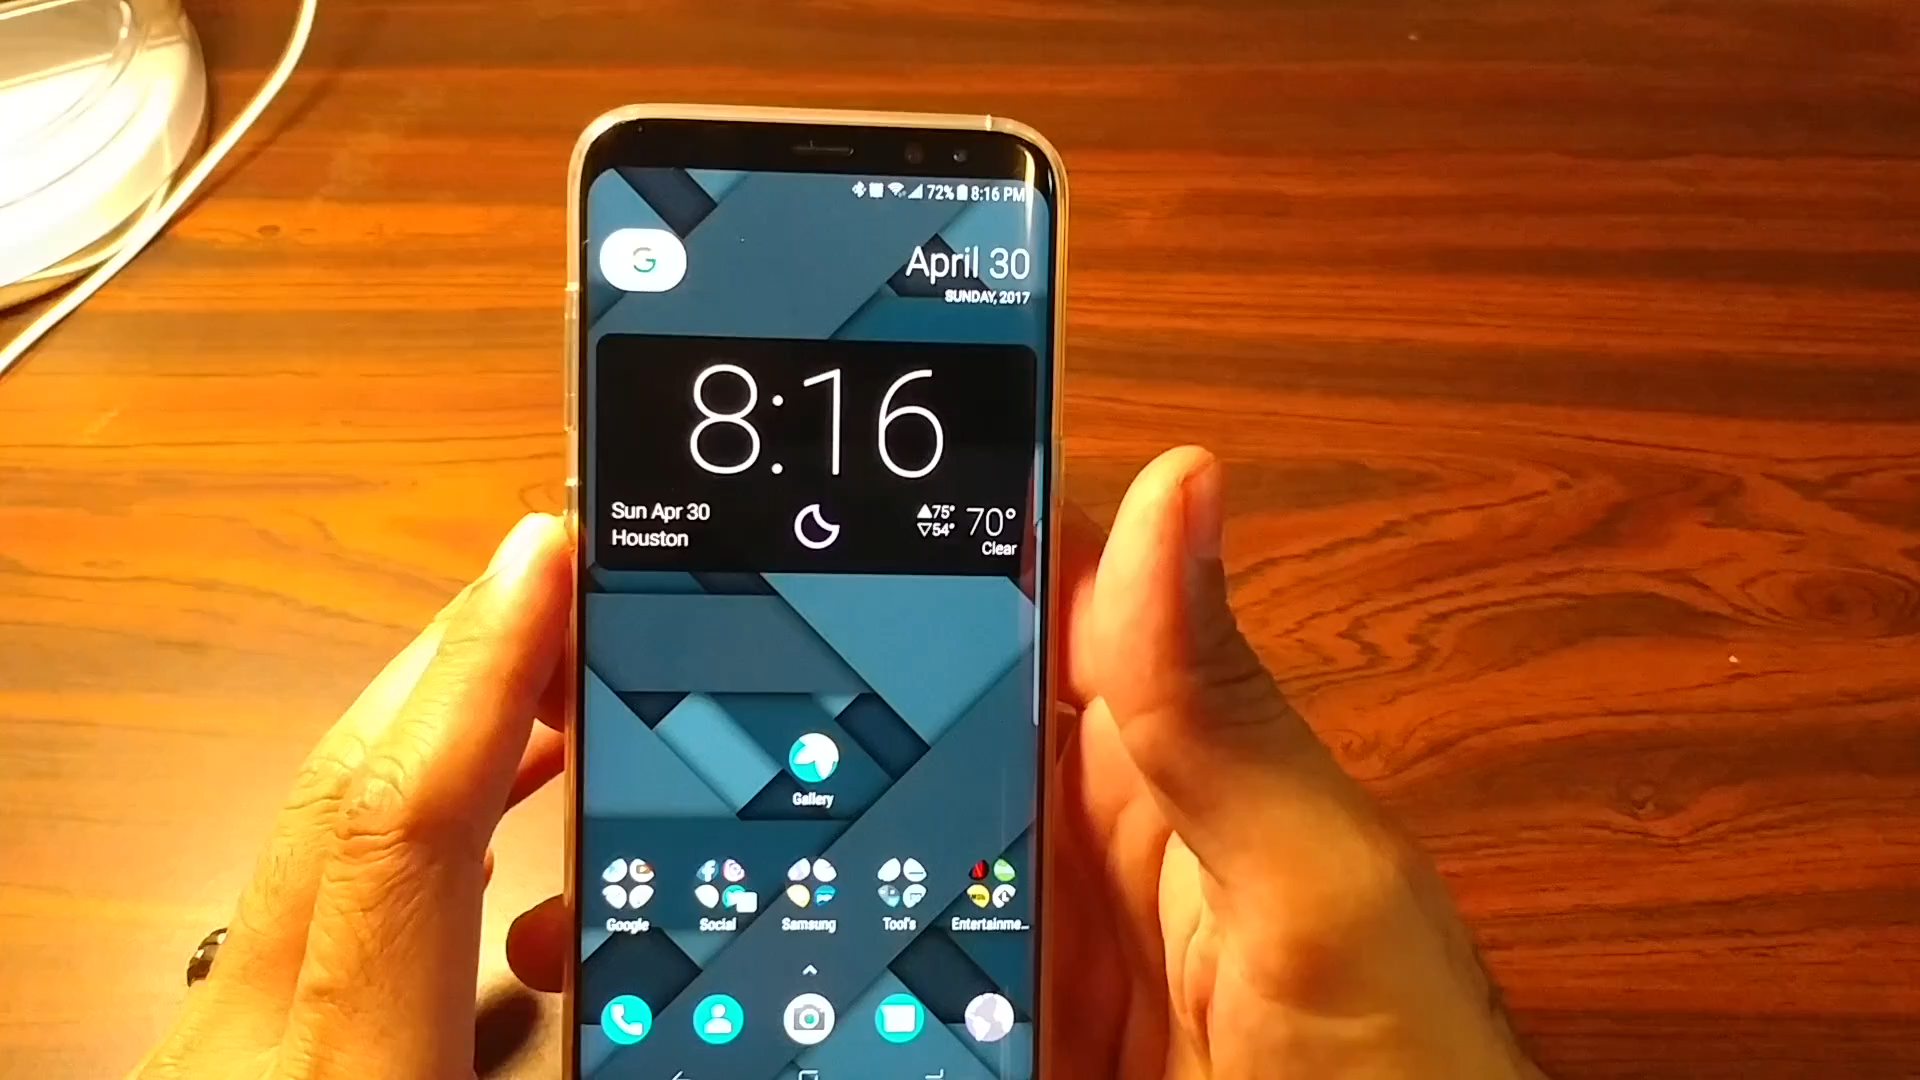 72% 8:16 PM
G
April 30
SUNDAY, 2017
8:16
Sun Apr 30
Houston
▲75°
▽54°
70°
Clear
Gallery
Google
Social
Samsung
Tool's
Entertainme...